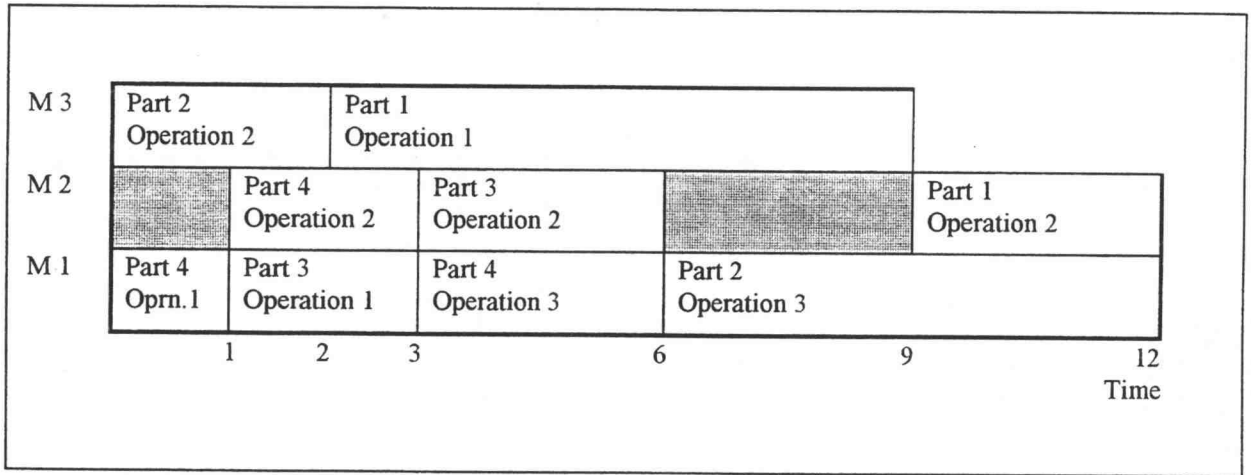 M 3
Part 2
Operation 2
Part 1
Operation 1
M 2
Part 4
Operation 2
Part 3
Operation 2
Part 1
Operation 2
M 1
Part 4
Oprn.1
Part 3
Operation 1
Part 4
Operation 3
Part 2
Operation 3
1 2 3 6 9 12
Time